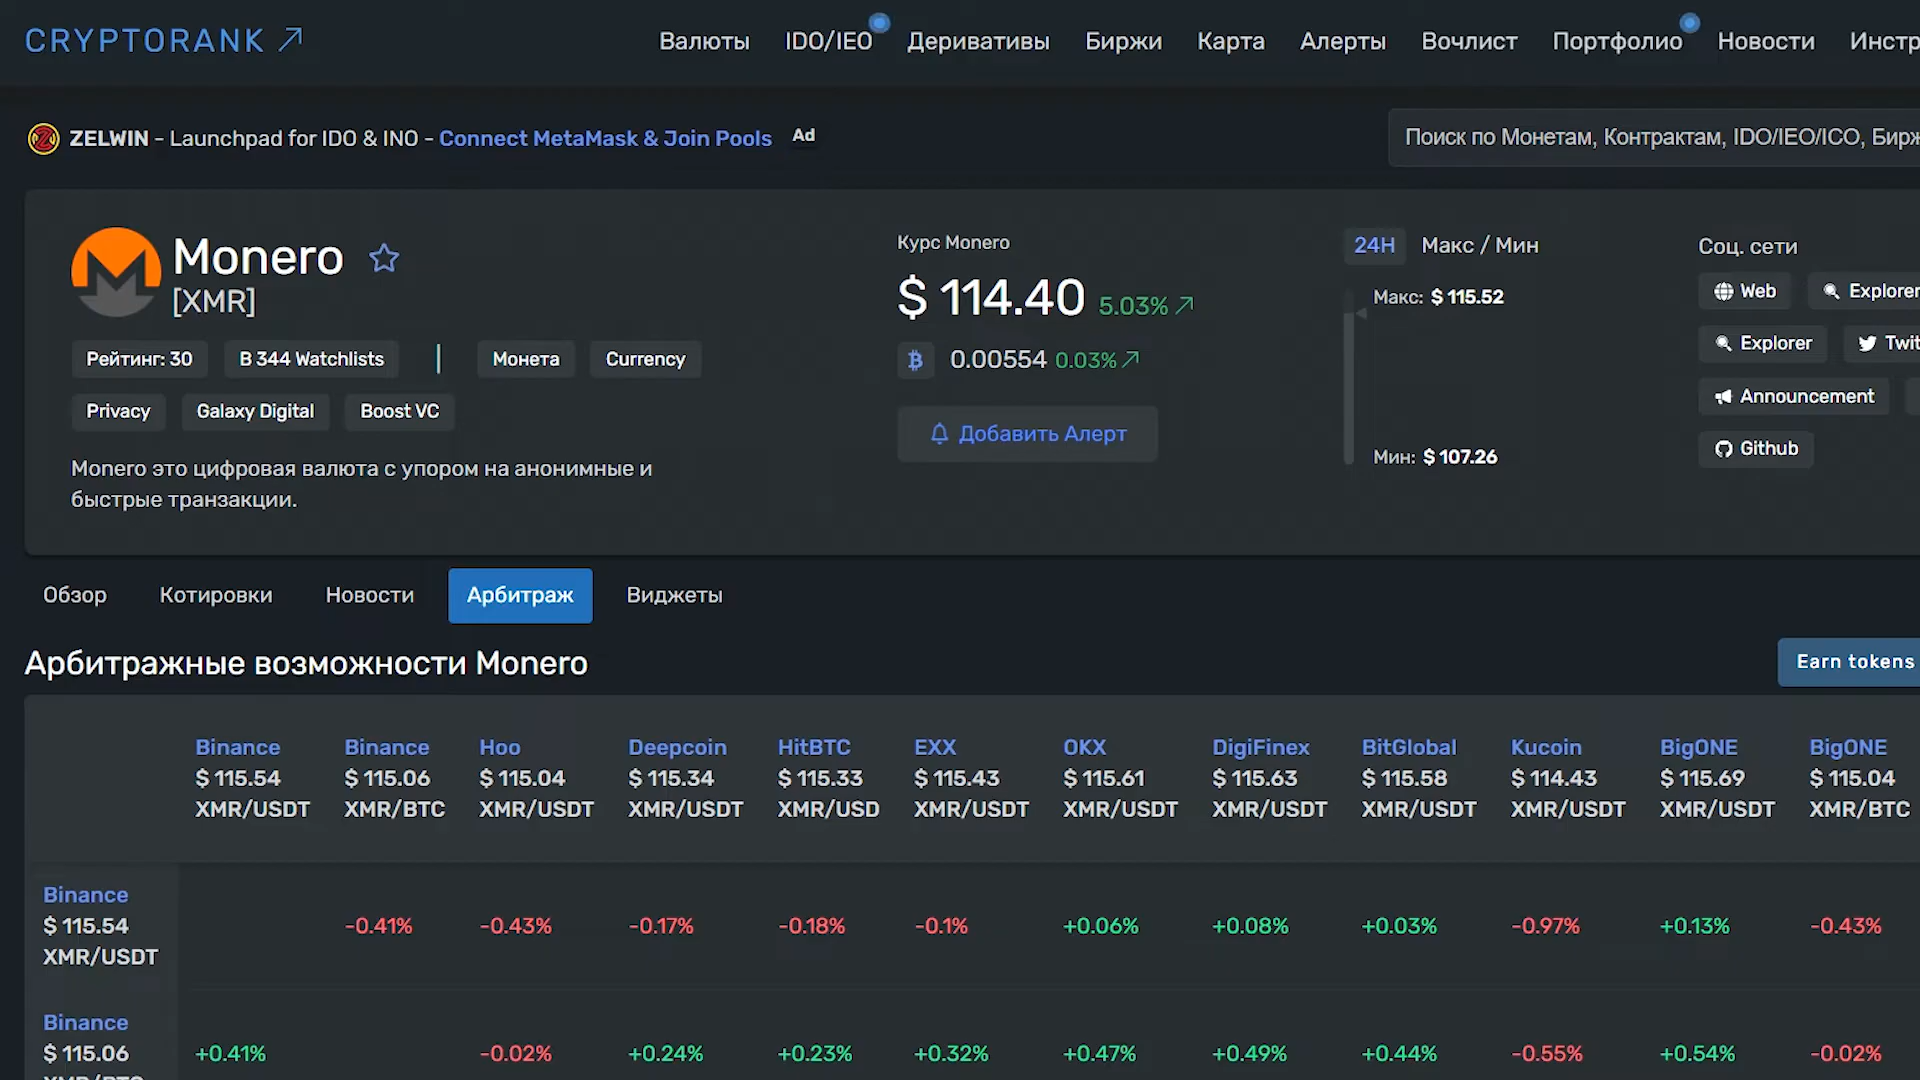 CRYPTORANK
Валюты IDO/IEO Деривативы Биржи Карта Алерты Вочлист Портфолио Новости
ZELWIN - Launchpad for IDO & INO - Connect MetaMask & Join Pools Ad
Поиск по Монетам, Контрактам, IDO/IEO/ICO,
Monero
[XMR]
Рейтинг: 30 В 344 Watchlists Монета Currency
Privacy Galaxy Digital Boost VC
Monero это цифровая валюта с упором на анонимные и
быстрые транзакции.
Курс Monero
$ 114.40 5.03%
0.00554 0.03%
Добавить Алерт
24H Макс / Мин
Макс: $ 115.52
Мин: $ 107.26
Соц. сети
Web Explorer
Explorer Twit
Announcement
Github
Обзор Котировки Новости Арбитраж Виджеты
Арбитражные возможности Monero
Earn tokens
Binance Binance Hoo Deepcoin HitBTC EXX OKX DigiFinex BitGlobal Kucoin BigONE BigONE
$ 115.54 $ 115.06 $ 115.04 $ 115.34 $ 115.33 $ 115.43 $ 115.61 $ 115.63 $ 115.58 $ 114.43 $ 115.69 $ 115.04
XMR/USDT XMR/BTC XMR/USDT XMR/USDT XMR/USD XMR/USDT XMR/USDT XMR/USDT XMR/USDT XMR/USDT XMR/USDT XMR/BTC
Binance
$ 115.54 -0.41% -0.43% -0.17% -0.18% -0.1% +0.06% +0.08% +0.03% -0.97% +0.13% -0.43%
XMR/USDT
Binance
$ 115.06 +0.41% -0.02% +0.24% +0.23% +0.32% +0.47% +0.49% +0.44% -0.55% +0.54% -0.02%